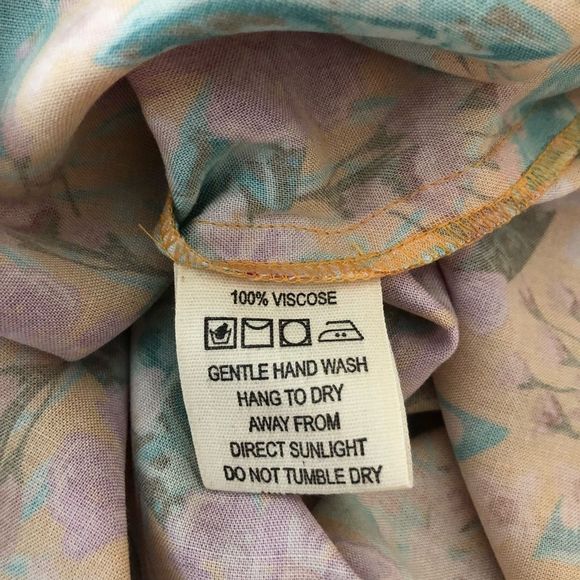 100% VISCOSE
GENTLE HAND WASH
HANG TO DRY
AWAY FROM
DIRECT SUNLIGHT
DO NOT TUMBLE DRY